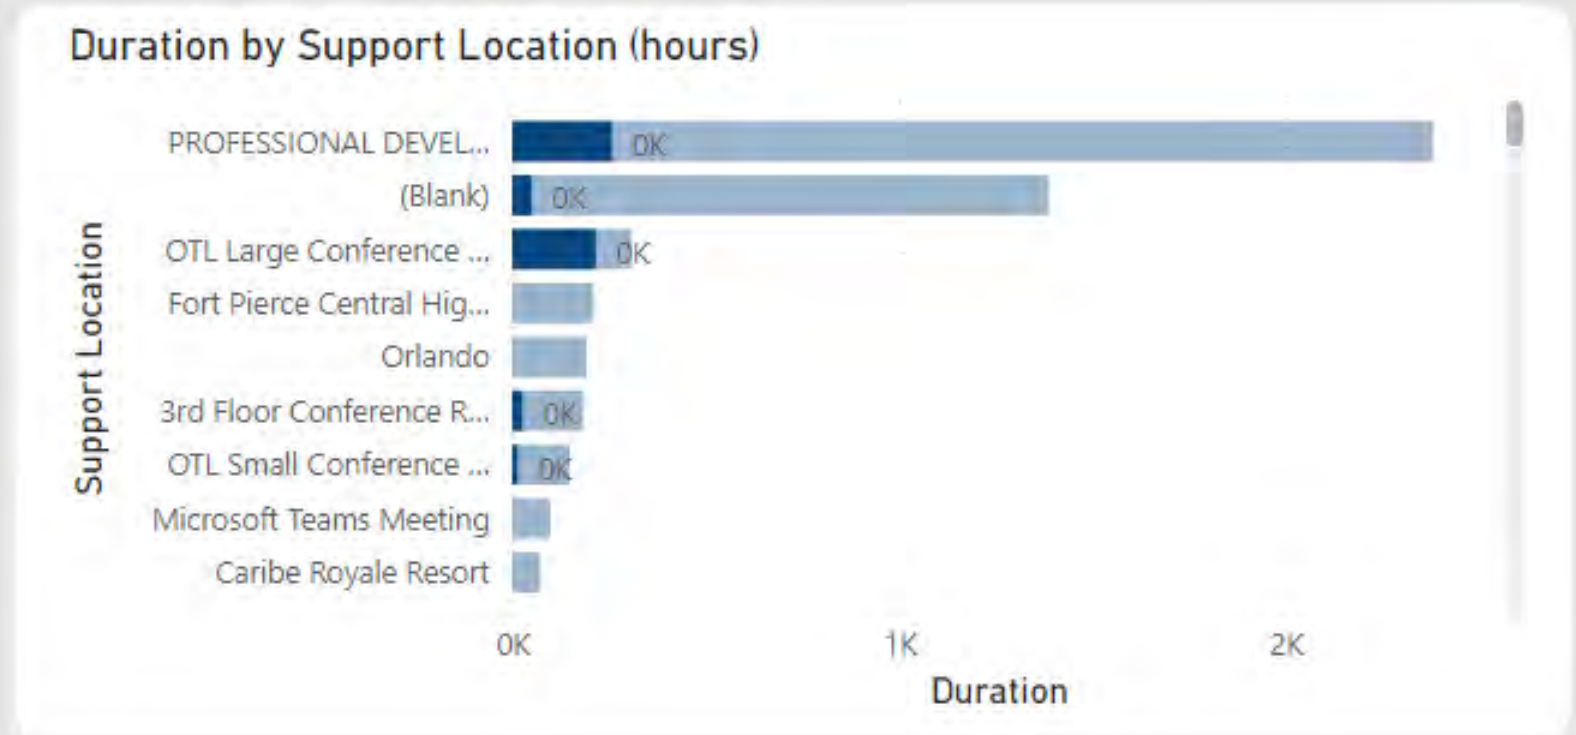 Duration by Support Location (hours)
PROFESSIONAL DEVEL... 0K
(Blank) 0K
OTL Large Conference ... 0K
Fort Pierce Central Hig...
Orlando
3rd Floor Conference R... 0K
OTL Small Conference ... 0K
Microsoft Teams Meeting
Caribe Royale Resort
Support Location
0K 1K 2K
Duration